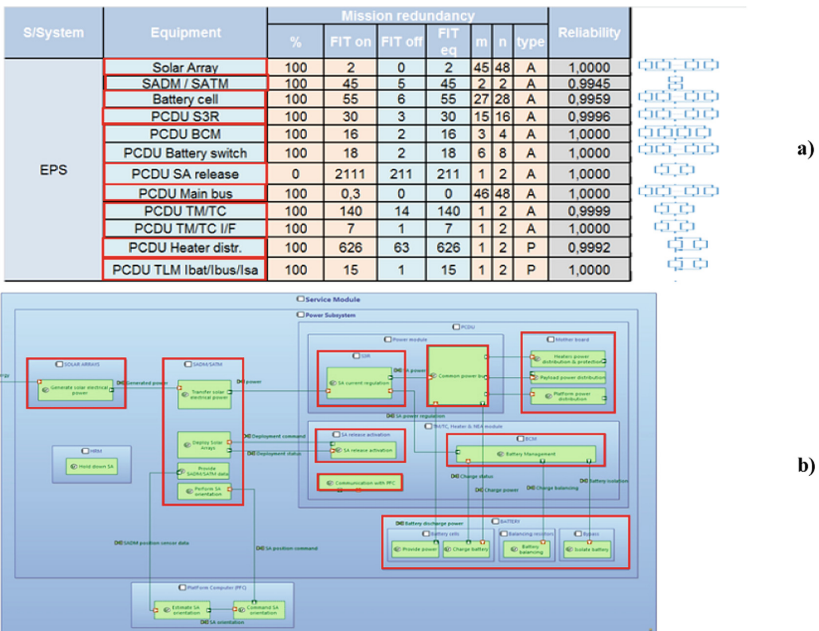 Mission redundancy
S/System Equipment % FIT on FIT off FIT eq m n type Reliability
Solar Array 100 2 0 2 45 48 A 1,0000
SADM / SATM 100 45 5 45 2 2 A 0,9945
Battery cell 100 55 6 55 27 28 A 0,9959
PCDU S3R 100 30 3 30 15 16 A 0,9996
PCDU BCM 100 16 2 16 3 4 A 1,0000
PCDU Battery switch 100 18 2 18 6 8 A 1,0000
EPS PCDU SA release 0 2111 211 211 1 2 A 1,0000
PCDU Main bus 100 0,3 0 0 46 48 A 1,0000
PCDU TM/TC 100 140 14 140 1 2 A 0,9999
PCDU TM/TC I/F 100 7 1 7 1 2 A 1,0000
PCDU Heater distr. 100 626 63 626 1 2 P 0,9992
PCDU TLM Ibat/Ibus/Isa 100 15 1 15 1 2 P 1,0000
a)
Service Module
Power Subsystem
PCDU
Power module
Mother board
SOLAR ARRAYS
Generate solar electrical power
Generated power
SADM/SATM
Transfer solar electrical power
SA power
S3R
SA current regulation
Common power bus
Heaters power distribution & protection
Payload power distribution
Platform power distribution
SA power regulation
TM/TC, Heater & NEA module
HRM
Hold down SA
Deploy Solar Arrays
Deployment command
Deployment status
SA release activation
SA release activation
BCM
Battery Management
Provide SADM/SATM data
Perform SA orientation
Communication with PFC
Charge status
Charge power
Charge balancing
Battery isolation
b)
Battery discharge power
BATTERY
Battery cells
Balancing resistors
Bypass
Provide power
Charge battery
Battery balancing
Isolate battery
SADM position sensor data
SA position command
Platform Computer (PFC)
Estimate SA orientation
Command SA orientation
SA orientation